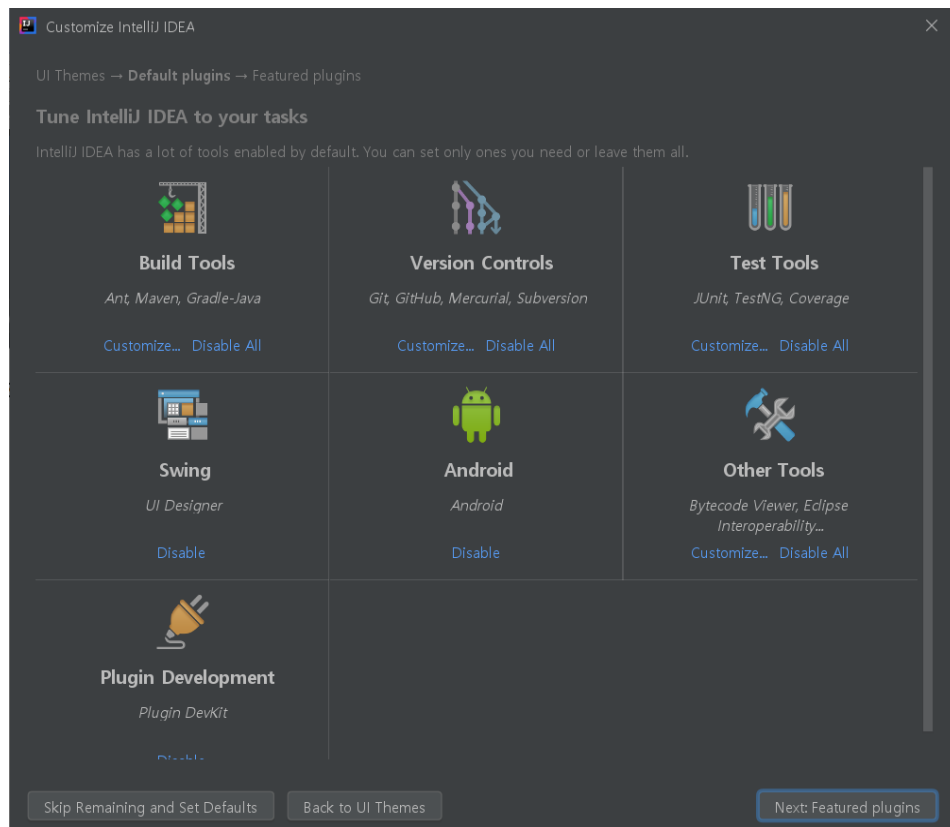 Customize IntelliJ IDEA
UI Themes → Default plugins → Featured plugins
Tune IntelliJ IDEA to your tasks
IntelliJ IDEA has a lot of tools enabled by default. You can set only ones you need or leave them all.
Build Tools
Ant, Maven, Gradle-Java
Customize... Disable All
Version Controls
Git, GitHub, Mercurial, Subversion
Customize... Disable All
Test Tools
JUnit, TestNG, Coverage
Customize... Disable All
Swing
UI Designer
Disable
Android
Android
Disable
Other Tools
Bytecode Viewer, Eclipse
Interoperability...
Customize... Disable All
Plugin Development
Plugin DevKit
Disable
Skip Remaining and Set Defaults
Back to UI Themes
Next: Featured plugins